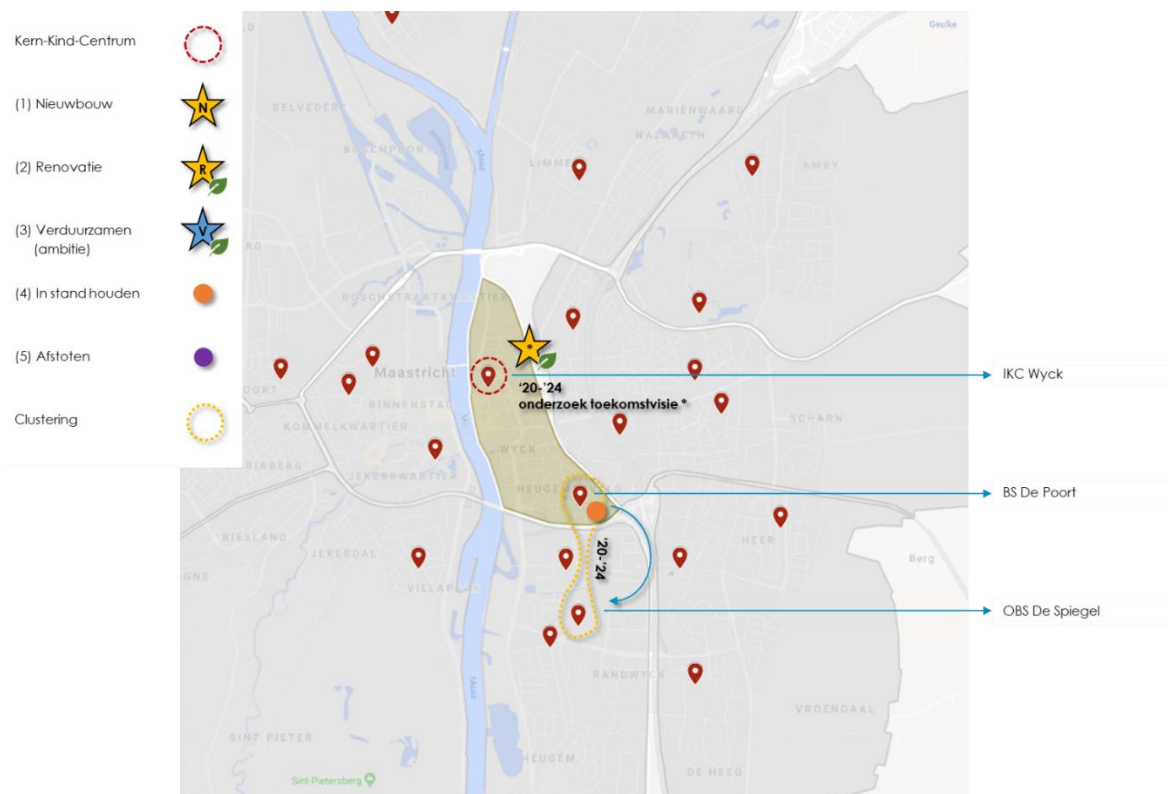 Kern-Kind-Centrum
(1) Nieuwbouw
N
(2) Renovatie
R
(3) Verduurzamen
(ambitie)
V
(4) In stand houden
(5) Afstoten
Clustering
Geulke
BELVEDERE
MARIËNWAARD
NAZARETH
LIMMEL
AMBY
Maas
BOSCHSTRAATKWARTIER
Maastricht
BINNENSTAD
KOMMELKWARTIER
JEKERKWARTIER
*
'20-'24
onderzoek toekomstvisie *
IKC Wyck
SCHARN
WYCK
HEUGEMERVELD
BS De Poort
'20-'24
BIESLAND
JEKERDAL
HEER
Berg
VILLAPARK
OBS De Spiegel
RANDWYCK
Maas
VROENDAAL
SINT PIETER
HEUGEM
Sint-Pietersberg
DE HEEG